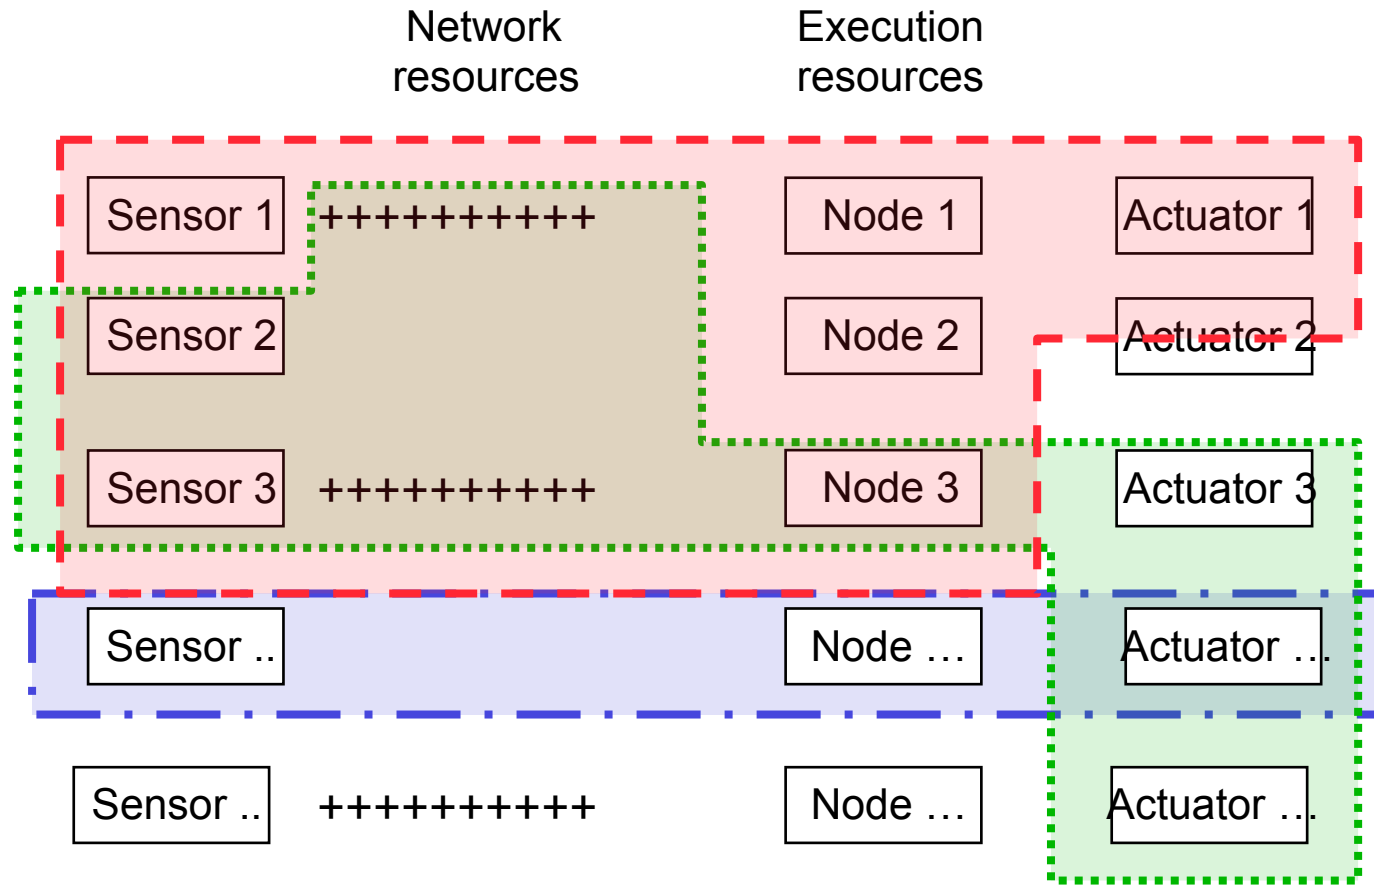 Network
resources
Execution
resources
Sensor 1 ++++++++++ Node 1 Actuator 1
Sensor 2 Node 2 Actuator 2
Sensor 3 ++++++++++ Node 3 Actuator 3
Sensor .. Node … Actuator …
Sensor .. ++++++++++ Node … Actuator …